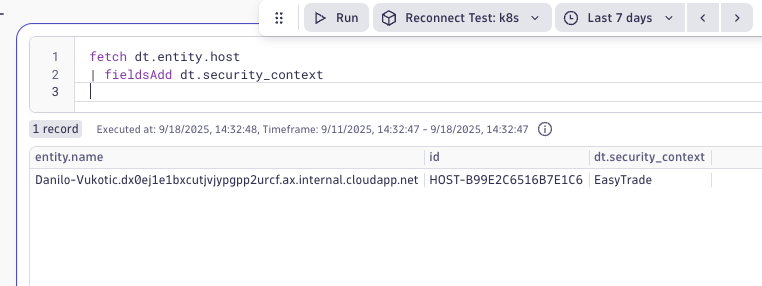 Run
Reconnect Test: k8s
Last 7 days
1 fetch dt.entity.host
2 | fieldsAdd dt.security_context
3
1 record Executed at: 9/18/2025, 14:32:48, Timeframe: 9/11/2025, 14:32:47 - 9/18/2025, 14:32:47
entity.name id dt.security_context
Danilo-Vukotic.dx0ej1e1bxcutjvjypgpp2urcf.ax.internal.cloudapp.net HOST-B99E2C6516B7E1C6 EasyTrade